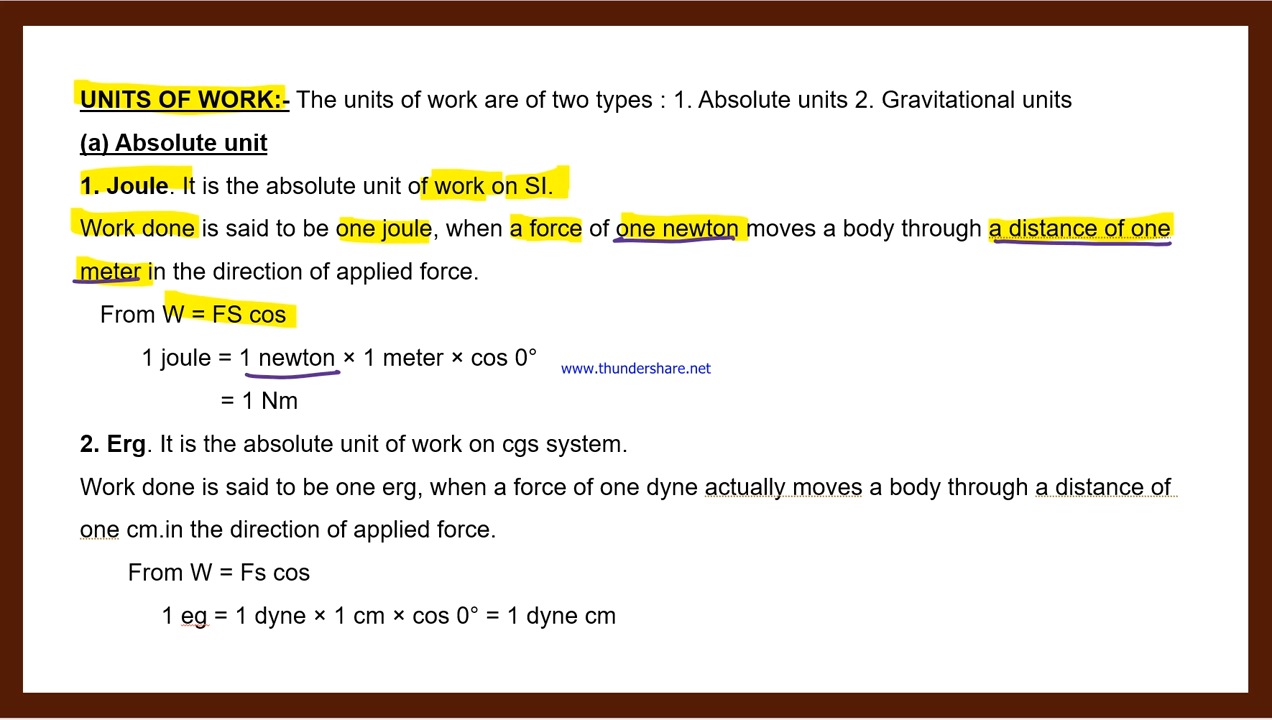 UNITS OF WORK:- The units of work are of two types : 1. Absolute units 2. Gravitational units
(a) Absolute unit
1. Joule. It is the absolute unit of work on SI.
Work done is said to be one joule, when a force of one newton moves a body through a distance of one
meter in the direction of applied force.
From W = FS cos
1 joule = 1 newton × 1 meter × cos 0°
www.thundershare.net
= 1 Nm
2. Erg. It is the absolute unit of work on cgs system.
Work done is said to be one erg, when a force of one dyne actually moves a body through a distance of
one cm.in the direction of applied force.
From W = Fs cos
1 eg = 1 dyne × 1 cm × cos 0° = 1 dyne cm